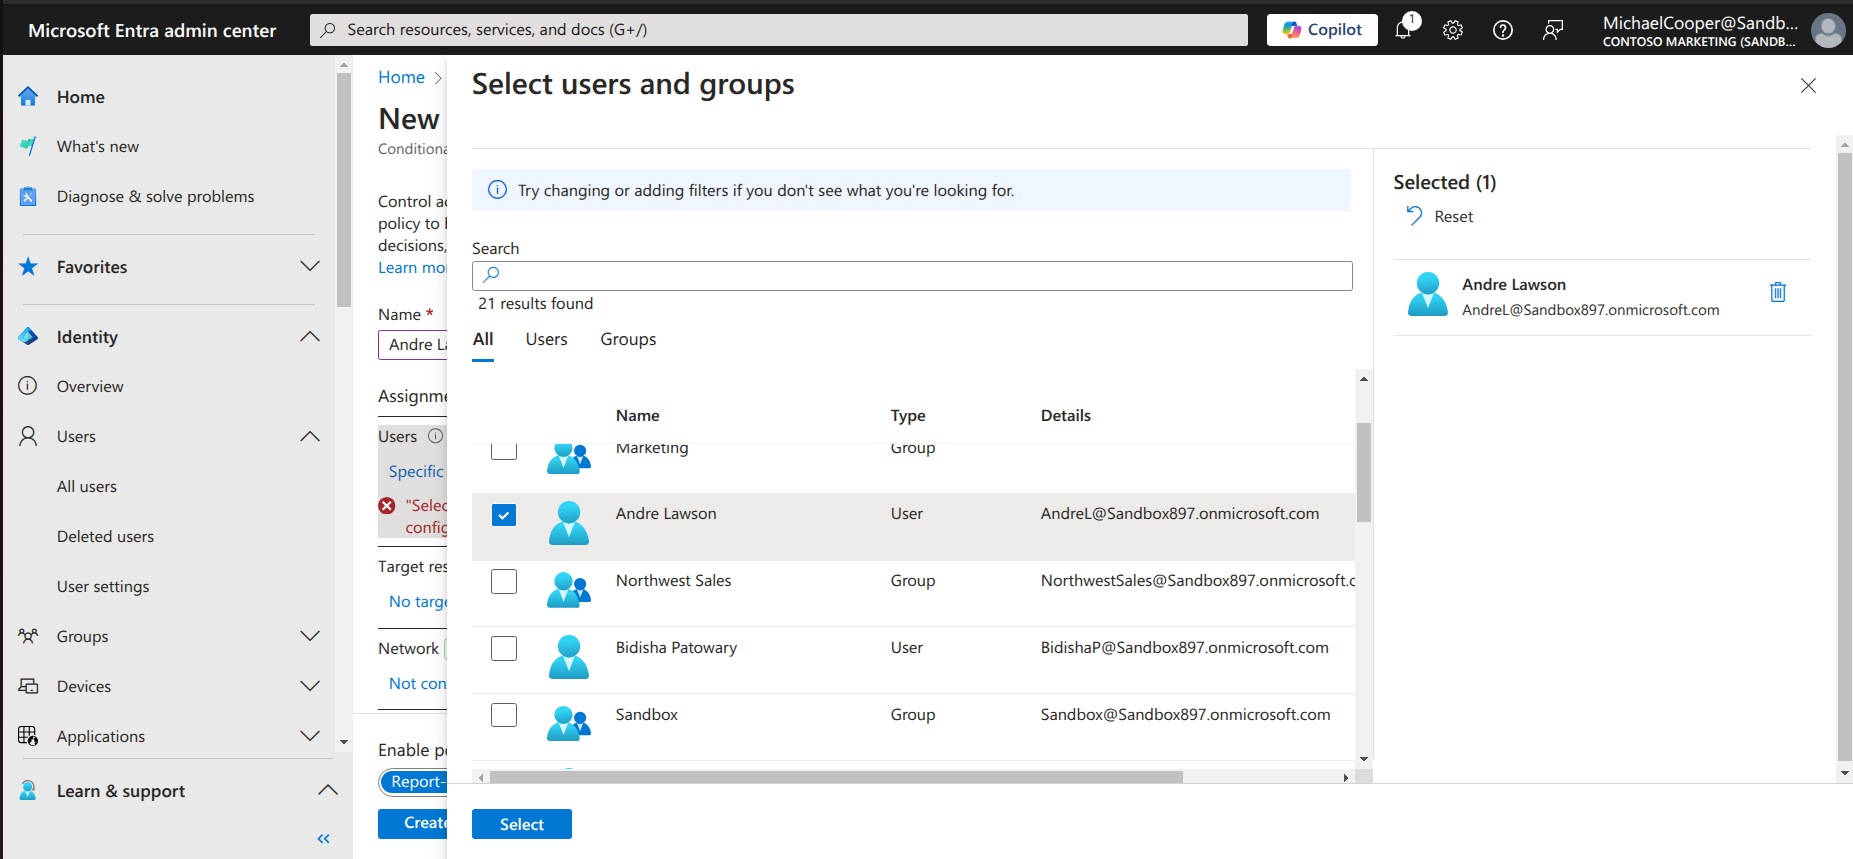 Microsoft Entra admin center
Search resources, services, and docs (G+/)
Copilot
1
MichaelCooper@Sandb...
CONTOSO MARKETING (SANDB...
Home
What's new
Diagnose & solve problems
Favorites
Identity
Overview
Users
All users
Deleted users
User settings
Groups
Devices
Applications
Learn & support
Home
New
Conditiona
Control ac
policy to
decisions,
Learn mo
Name *
Andre La
Assignme
Users
Specific
"Selec
config
Target res
No targe
Network
Not con
Enable po
Report-
Create
Select users and groups
Try changing or adding filters if you don't see what you're looking for.
Search
21 results found
All Users Groups
Name Type Details
Marketing Group
Andre Lawson User AndreL@Sandbox897.onmicrosoft.com
Northwest Sales Group NorthwestSales@Sandbox897.onmicrosoft.c
Bidisha Patowary User BidishaP@Sandbox897.onmicrosoft.com
Sandbox Group Sandbox@Sandbox897.onmicrosoft.com
Select
Selected (1)
Reset
Andre Lawson
AndreL@Sandbox897.onmicrosoft.com